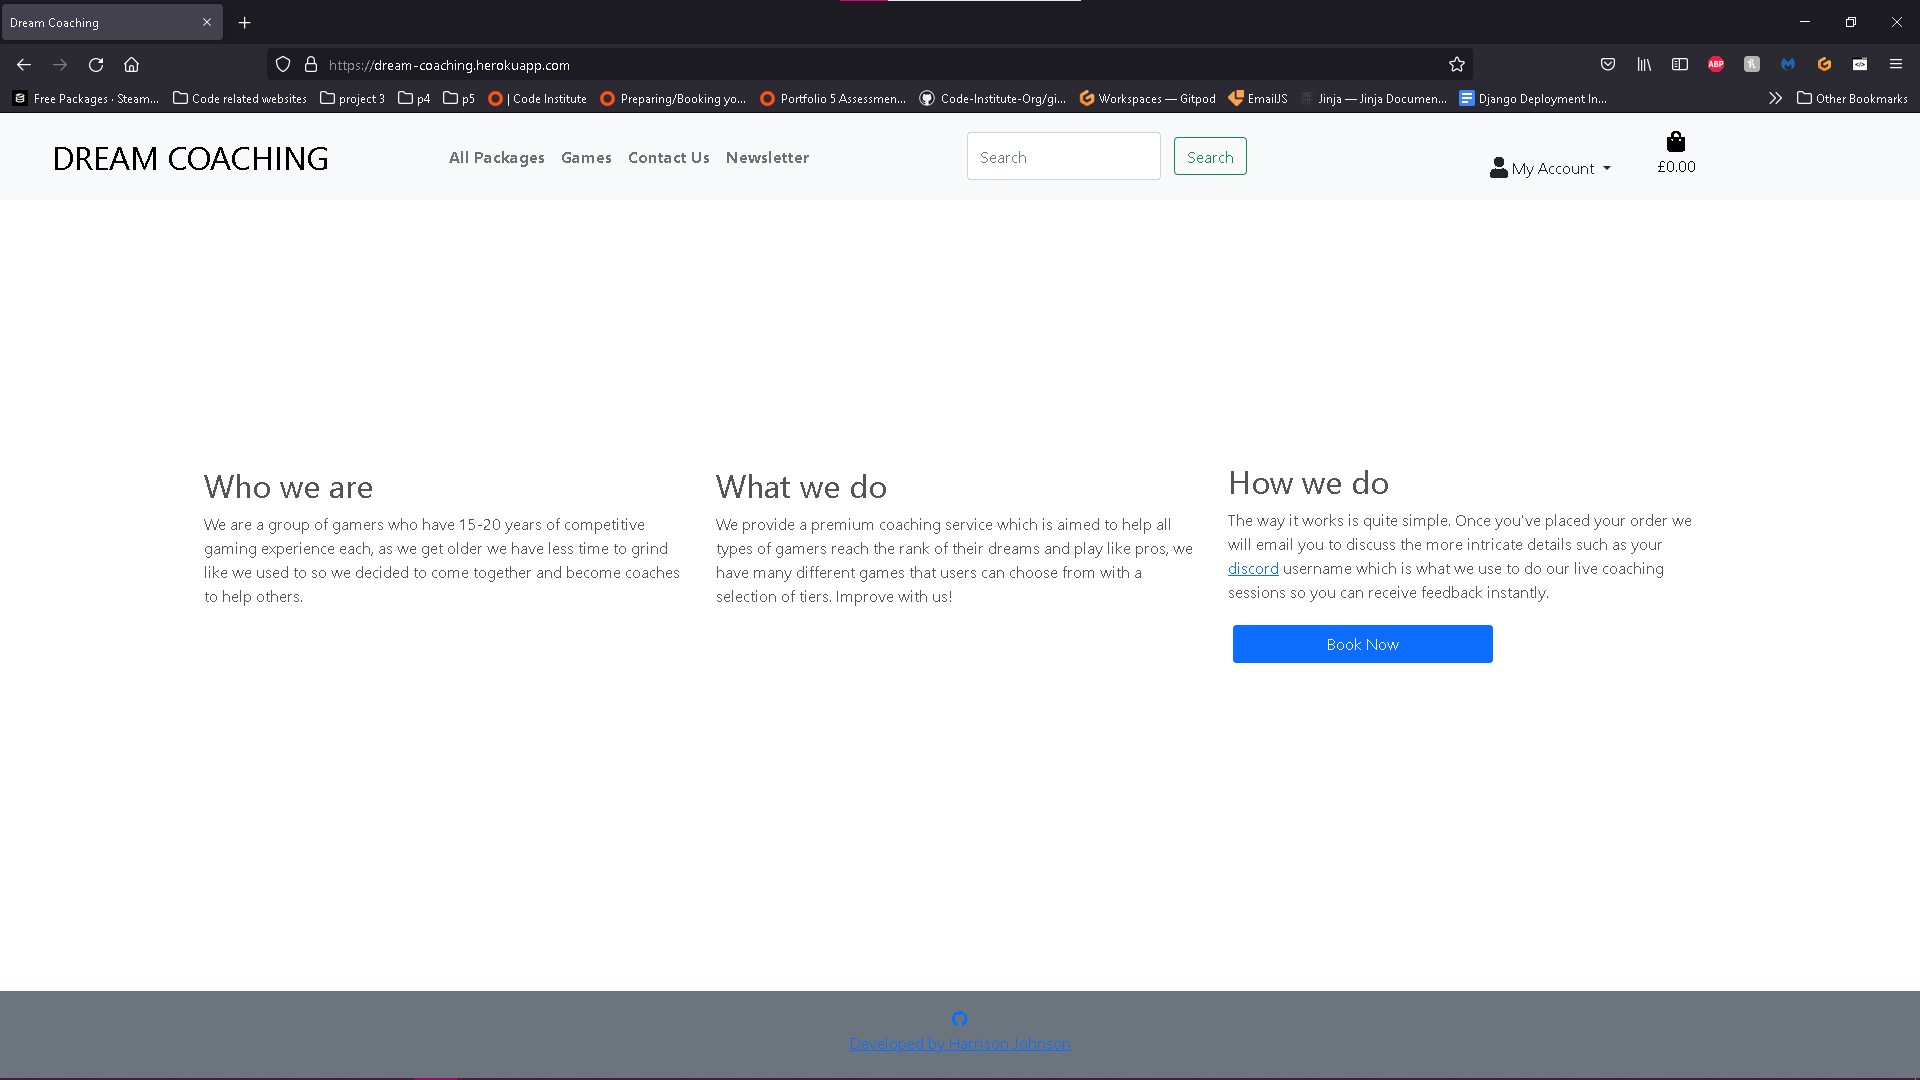 Dream Coaching
https://dream-coaching.herokuapp.com
ABP
Free Packages · Steam... Code related websites project 3 p4 p5 | Code Institute Preparing/Booking yo... Portfolio 5 Assessmen... Code-Institute-Org/gi... Workspaces — Gitpod EmailJS Jinja — Jinja Documen... Django Deployment In... Other Bookmarks
DREAM COACHING
All Packages Games Contact Us Newsletter
Search
Search
My Account
£0.00
Who we are
We are a group of gamers who have 15-20 years of competitive
gaming experience each, as we get older we have less time to grind
like we used to so we decided to come together and become coaches
to help others.
What we do
We provide a premium coaching service which is aimed to help all
types of gamers reach the rank of their dreams and play like pros, we
have many different games that users can choose from with a
selection of tiers. Improve with us!
How we do
The way it works is quite simple. Once you've placed your order we
will email you to discuss the more intricate details such as your
discord username which is what we use to do our live coaching
sessions so you can receive feedback instantly.
Book Now
Developed by Harrison Johnson